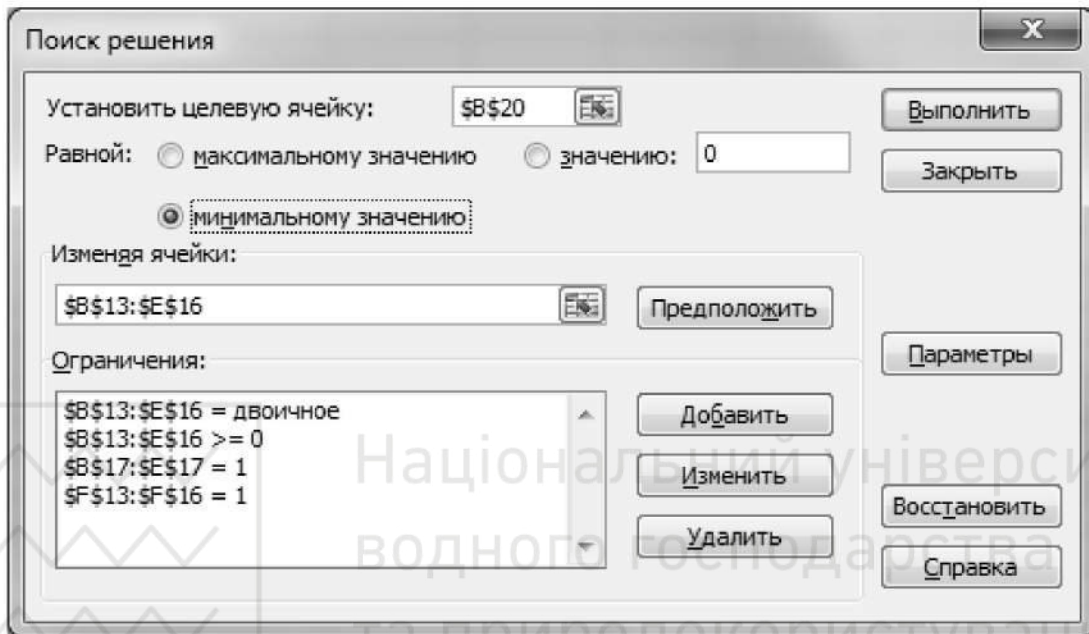 Поиск решения
X
Установить целевую ячейку: $B$20
Выполнить
Равной: максимальному значению значению: 0
Закрыть
минимальному значению
Изменяя ячейки:
$B$13:$E$16
Предположить
Ограничения:
Параметры
$B$13:$E$16 = двоичное
$B$13:$E$16 >= 0
$B$17:$E$17 = 1
$F$13:$F$16 = 1
Добавить
Изменить
Удалить
Восстановить
Справка
Національний універси
водного господарства
та природокористуван